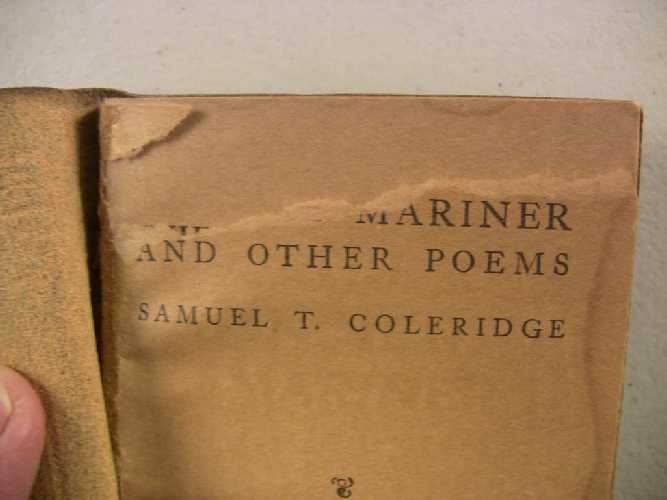 MARINER
AND OTHER POEMS
SAMUEL T. COLERIDGE